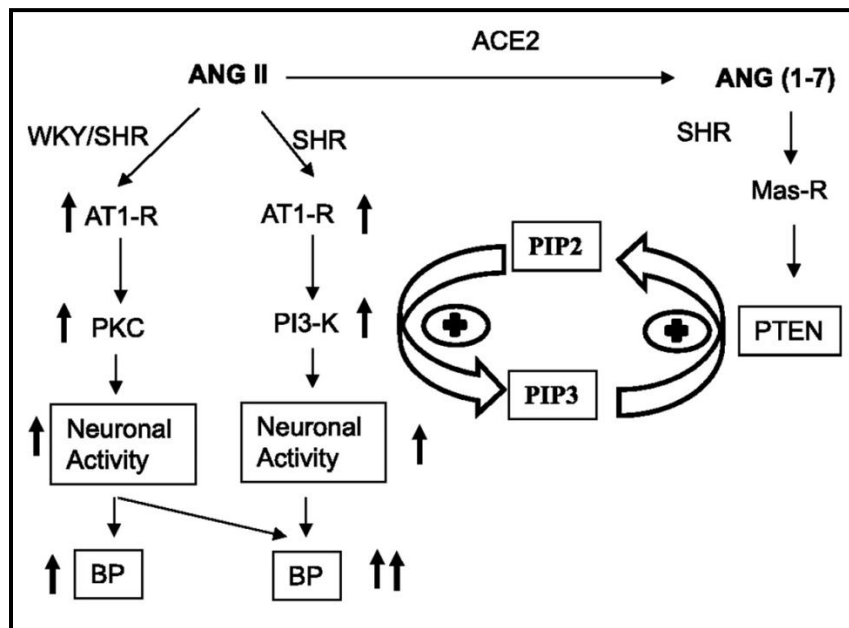 ACE2
ANG II
ANG (1-7)
WKY/SHR
SHR
SHR
AT1-R
AT1-R
Mas-R
PIP2
PKC
PI3-K
PTEN
PIP3
Neuronal
Activity
Neuronal
Activity
BP
BP